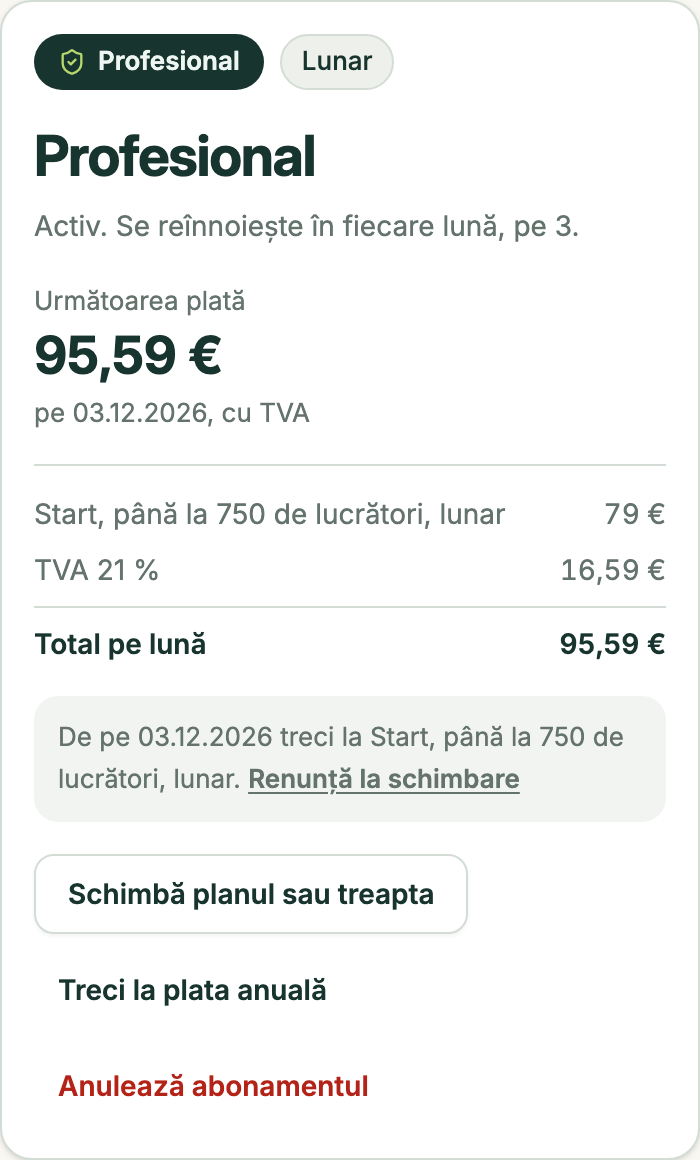 Profesional
Lunar
Profesional
Activ. Se reînnoiește în fiecare lună, pe 3.
Următoarea plată
95,59 €
pe 03.12.2026, cu TVA
Start, până la 750 de lucrători, lunar 79 €
TVA 21 % 16,59 €
Total pe lună 95,59 €
De pe 03.12.2026 treci la Start, până la 750 de
lucrători, lunar. Renunță la schimbare
Schimbă planul sau treapta
Treci la plata anuală
Anulează abonamentul